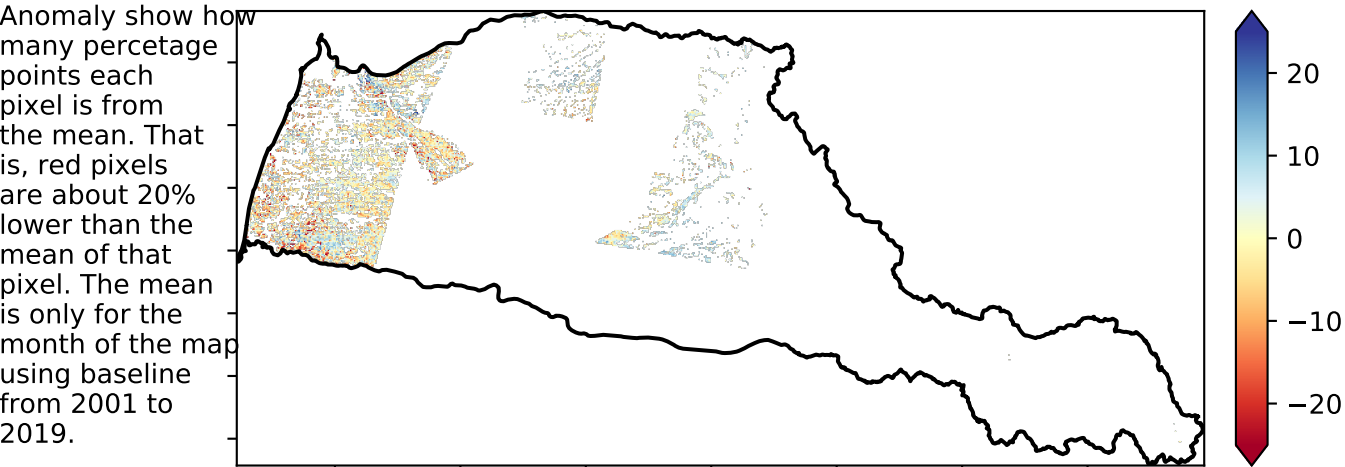 Anomaly show how
many percetage
points each
pixel is from
the mean. That
is, red pixels
are about 20%
lower than the
mean of that
pixel. The mean
is only for the
month of the map
using baseline
from 2001 to
2019.
20
10
0
−10
−20